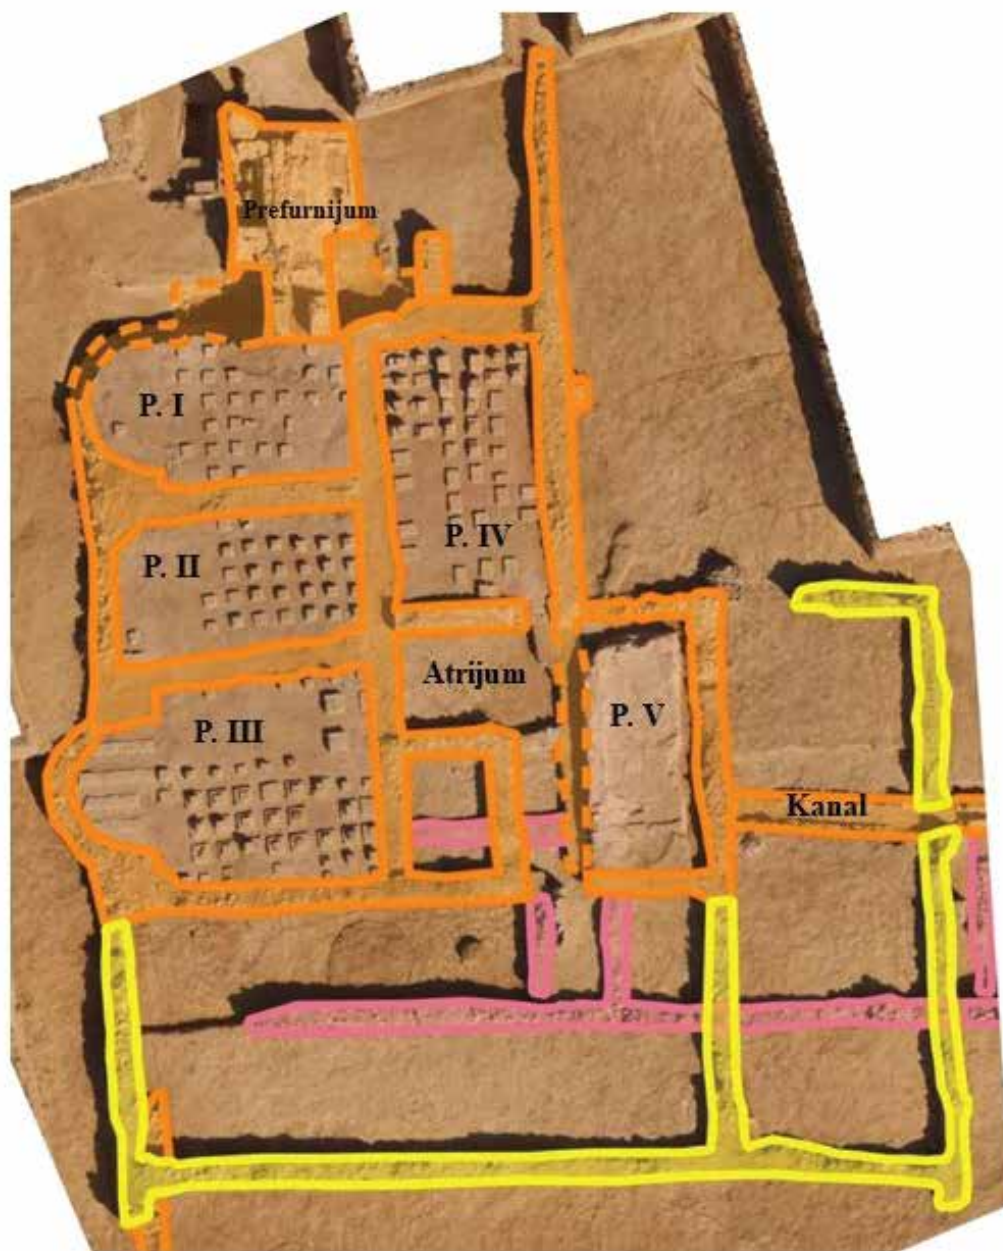 Prefurnijum
P. I
P. IV
P. II
Atrijum
P. III
P. V
Kanal